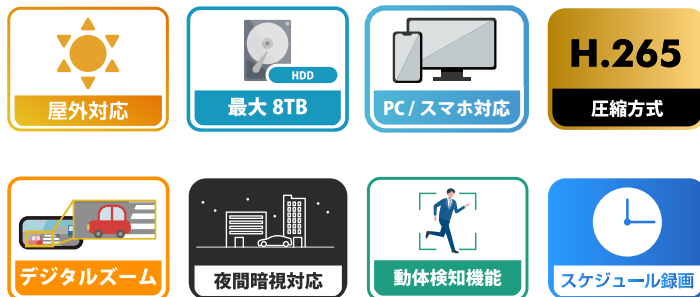 屋外対応
HDD
最大 8TB
PC / スマホ対応
H.265
圧縮方式
デジタルズーム
夜間暗視対応
動体検知機能
スケジュール録画